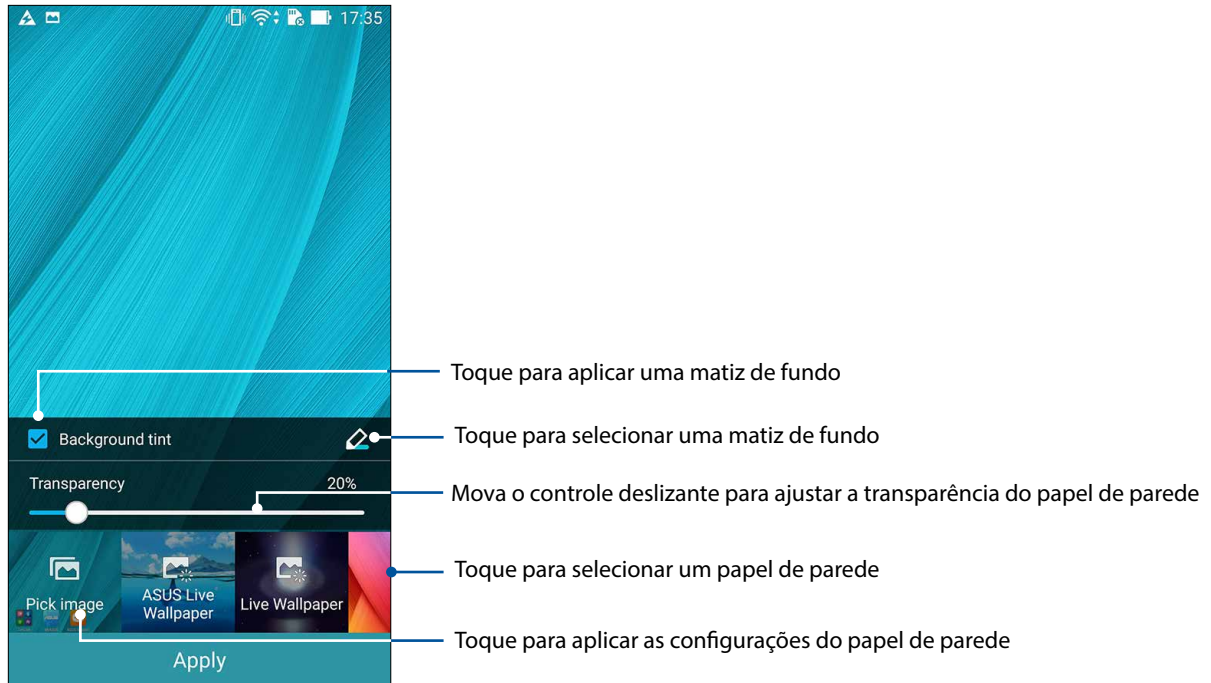 17:35
Toque para aplicar uma matiz de fundo
Background tint
Toque para selecionar uma matiz de fundo
Transparency 20%
Mova o controle deslizante para ajustar a transparência do papel de parede
Pick image
ASUS Live
Wallpaper
Live Wallpaper
Toque para selecionar um papel de parede
Toque para aplicar as configurações do papel de parede
Apply